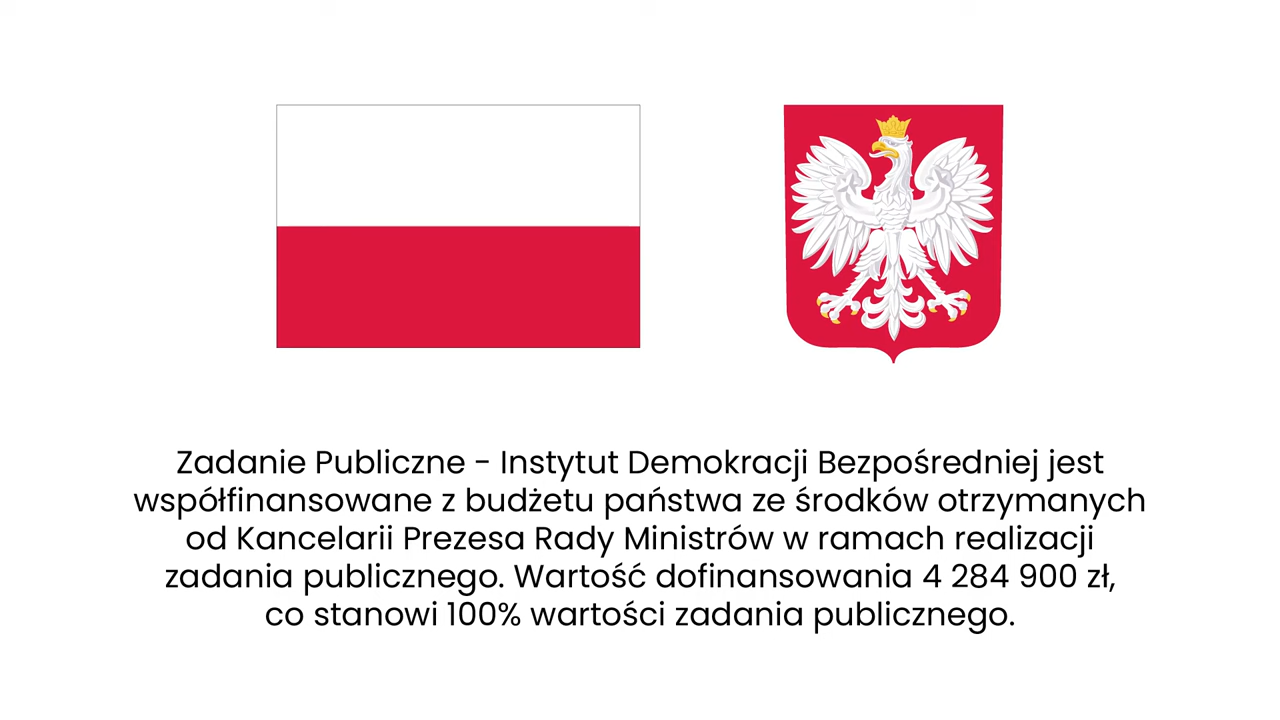 Zadanie Publiczne - Instytut Demokracji Bezpośredniej jest
współfinansowane z budżetu państwa ze środków otrzymanych
od Kancelarii Prezesa Rady Ministrów w ramach realizacji
zadania publicznego. Wartość dofinansowania 4 284 900 zł,
co stanowi 100% wartości zadania publicznego.